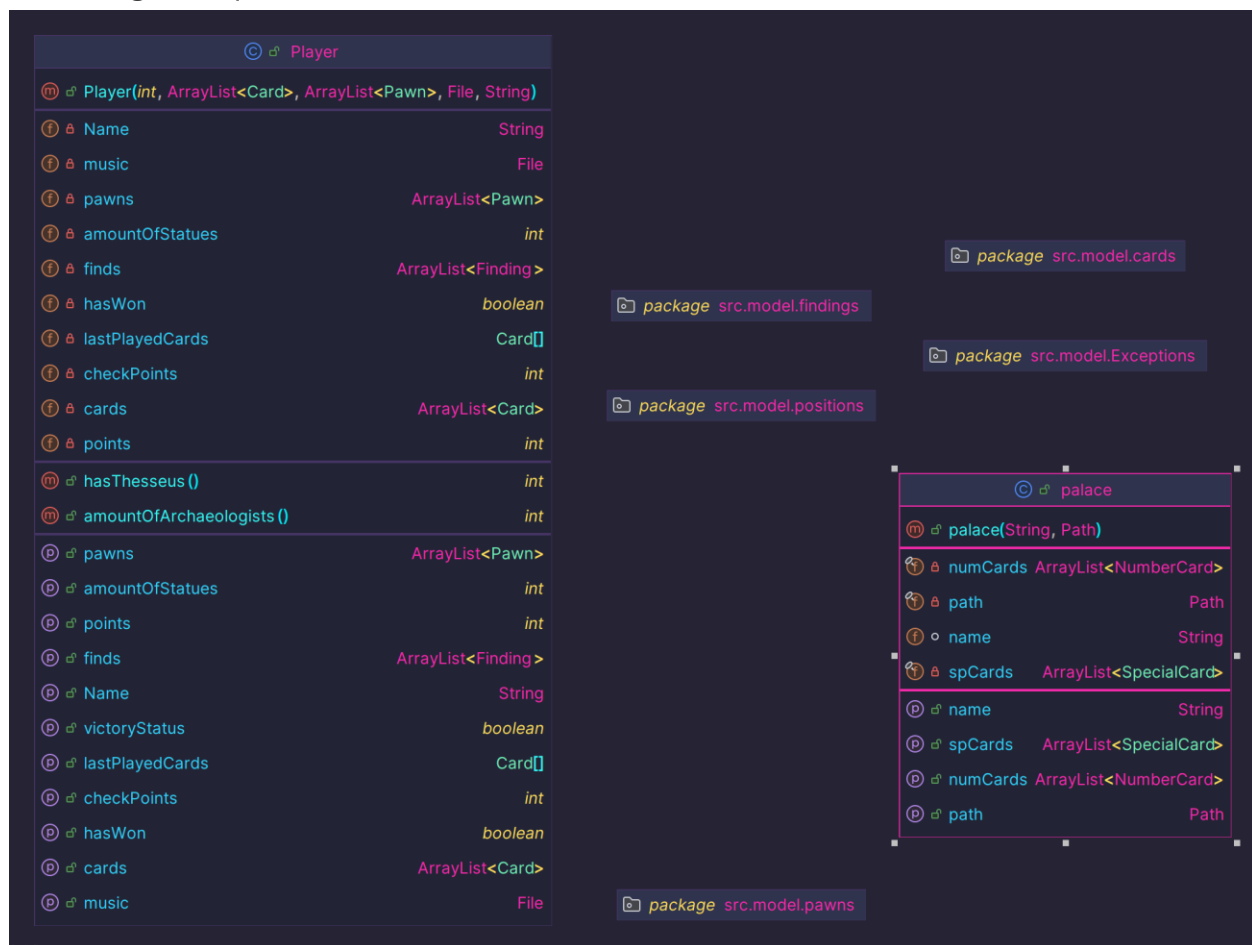 Player
Player(int, ArrayList<Card>, ArrayList<Pawn>, File, String)
Name String
music File
pawns ArrayList<Pawn>
amountOfStatues int
finds ArrayList<Finding>
hasWon boolean
lastPlayedCards Card[]
checkPoints int
cards ArrayList<Card>
points int
hasThesseus() int
amountOfArchaeologists() int
pawns ArrayList<Pawn>
amountOfStatues int
points int
finds ArrayList<Finding>
Name String
victoryStatus boolean
lastPlayedCards Card[]
checkPoints int
hasWon boolean
cards ArrayList<Card>
music File
package src.model.cards
package src.model.findings
package src.model.Exceptions
package src.model.positions
palace
palace(String, Path)
numCards ArrayList<NumberCard>
path Path
name String
spCards ArrayList<SpecialCard>
name String
spCards ArrayList<SpecialCard>
numCards ArrayList<NumberCard>
path Path
package src.model.pawns